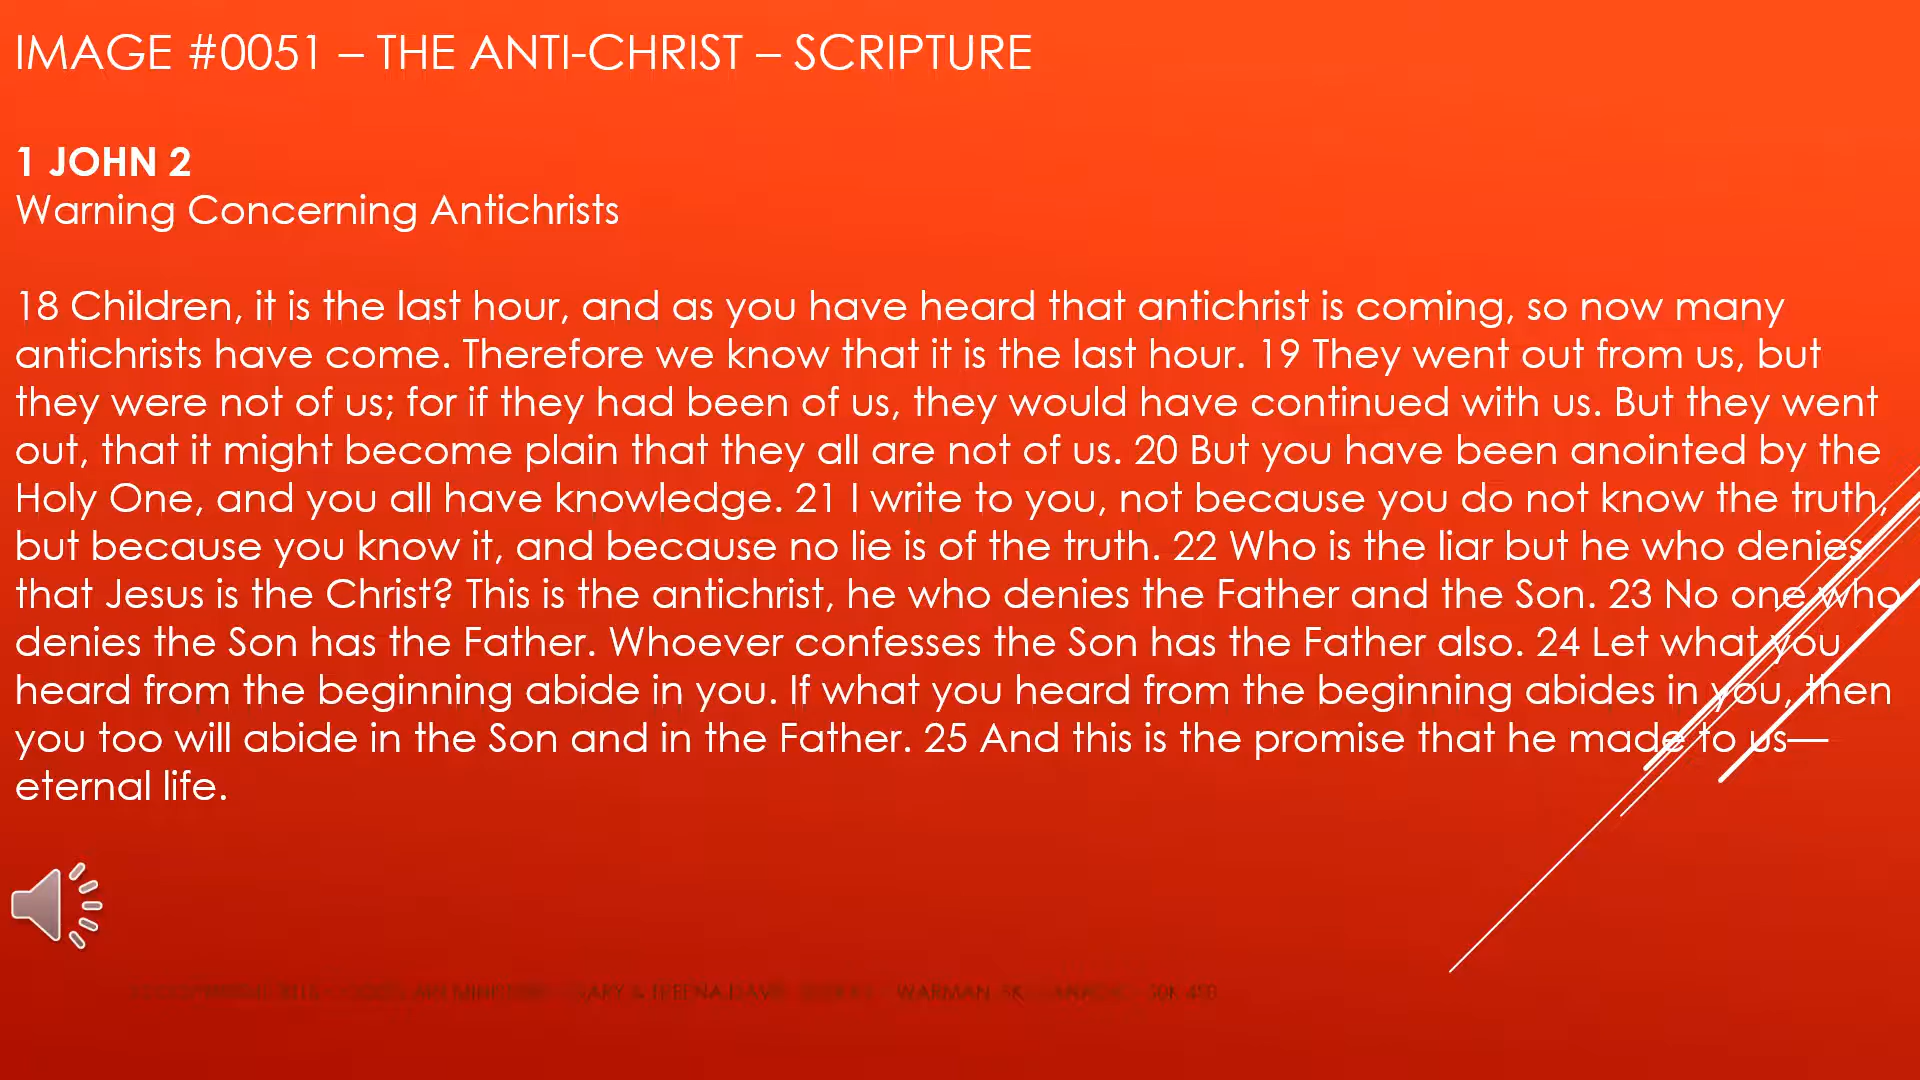 IMAGE #0051 – THE ANTI-CHRIST – SCRIPTURE
1 JOHN 2
Warning Concerning Antichrists
18 Children, it is the last hour, and as you have heard that antichrist is coming, so now many
antichrists have come. Therefore we know that it is the last hour. 19 They went out from us, but
they were not of us; for if they had been of us, they would have continued with us. But they went
out, that it might become plain that they all are not of us. 20 But you have been anointed by the
Holy One, and you all have knowledge. 21 I write to you, not because you do not know the truth,
but because you know it, and because no lie is of the truth. 22 Who is the liar but he who denies
that Jesus is the Christ? This is the antichrist, he who denies the Father and the Son. 23 No one who
denies the Son has the Father. Whoever confesses the Son has the Father also. 24 Let what you
heard from the beginning abide in you. If what you heard from the beginning abides in you, then
you too will abide in the Son and in the Father. 25 And this is the promise that he made to us—
eternal life.
GARY & TREENA WARMAN, SK